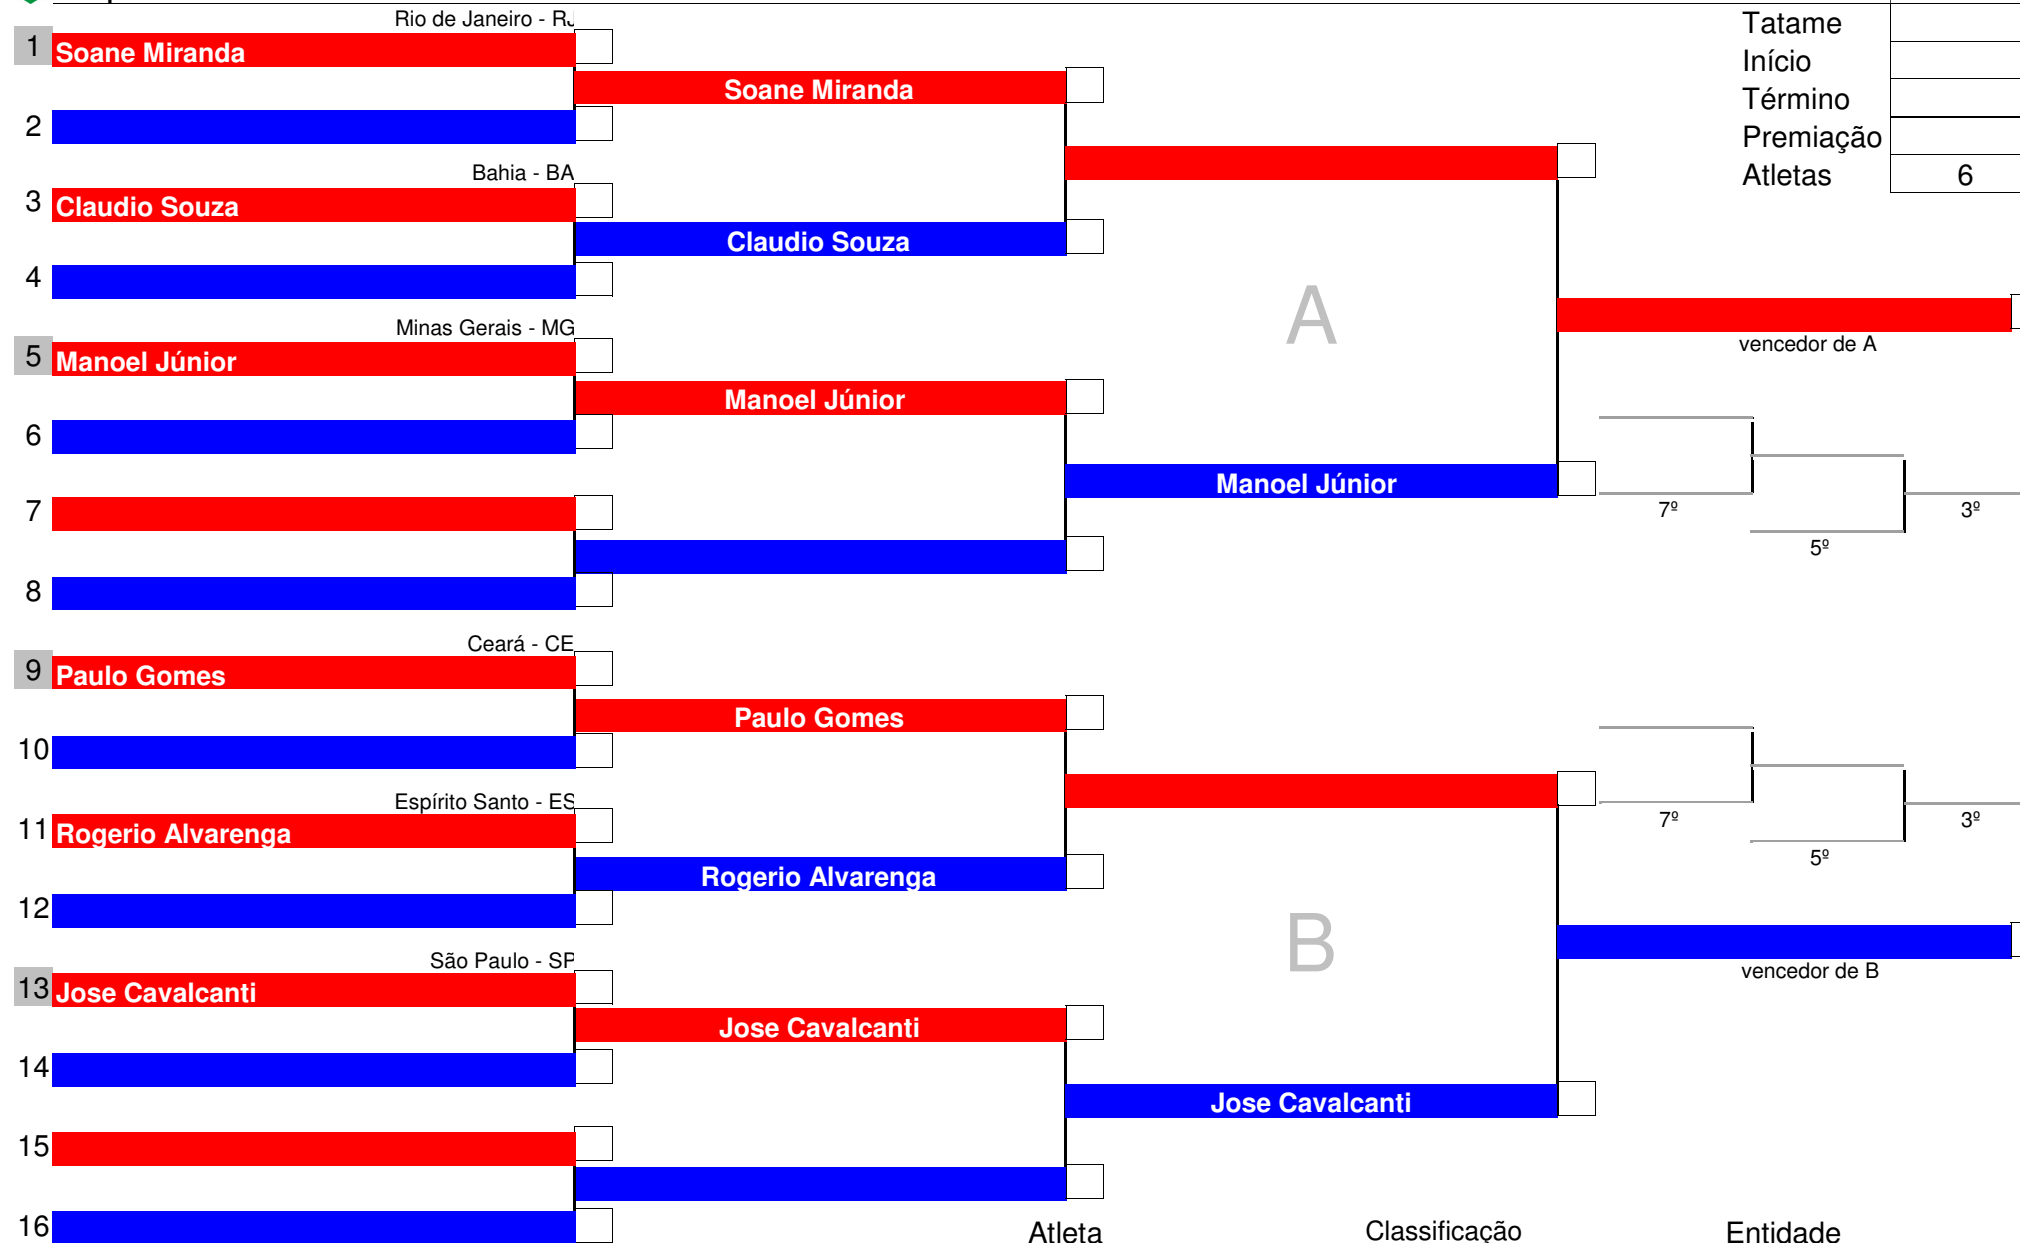 Rio de Janeiro - RJ
Tatame
1 Soane Miranda
Início
Soane Miranda
Término
2
Premiação
Bahia - BA
Atletas 6
3 Claudio Souza
Claudio Souza
4
A
Minas Gerais - MG
vencedor de A
5 Manoel Júnior
Manoel Júnior
6
Manoel Júnior
7
7º
3º
5º
8
Ceará - CE
9 Paulo Gomes
Paulo Gomes
10
Espírito Santo - ES
7º
3º
11 Rogerio Alvarenga
5º
Rogerio Alvarenga
12
B
São Paulo - SP
vencedor de B
13 Jose Cavalcanti
Jose Cavalcanti
14
Jose Cavalcanti
15
16
Atleta Classificação Entidade